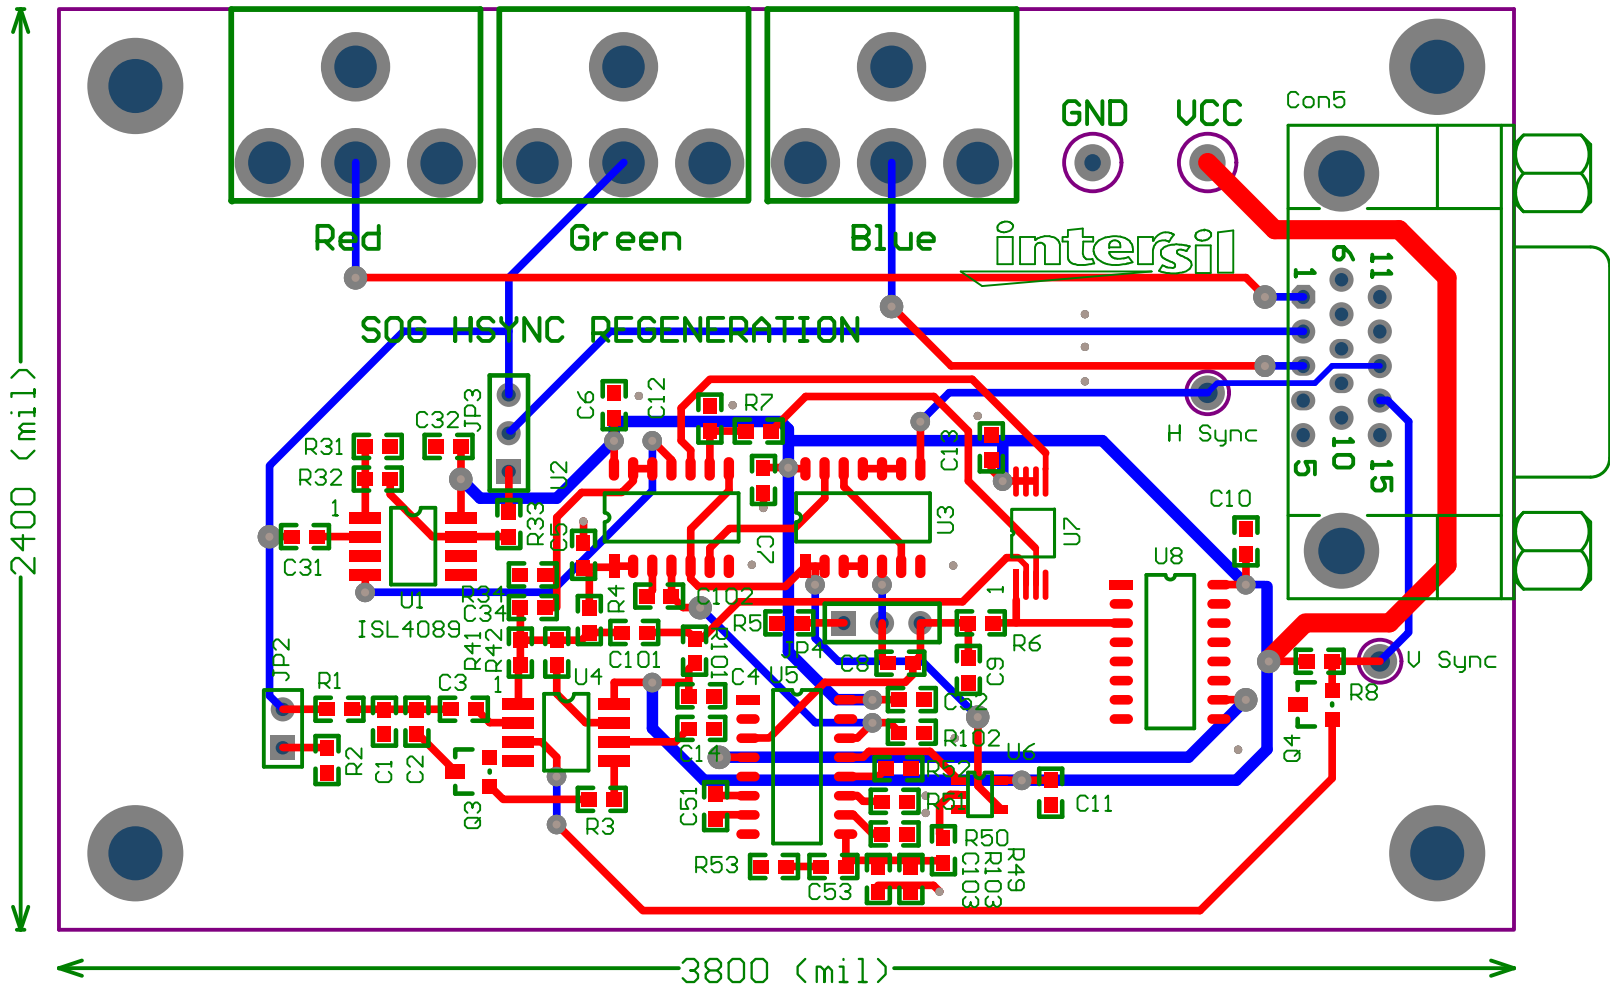 GND VCC
Con5
Red Green Blue
intersil
6
1 11
SOG HSYNC REGENERATION
JP3
C6
C12
R7
C32
R31
H Sync
C13
10
5 15
R32
U2
C10
1
R33
C5
C7
U3
U7
U8
C31
R34
C34
U1
ISL4089
R4
C102
1
R5
R6
R41
R42
C101
R101
JP4
C8
C9
V Sync
JP2
R1
C3
1
U4
C4
U5
C52
R8
R2
C1
C2
C14
R102
U6
Q4
R52
Q3
R3
C51
R51
C11
R50
R53
C53
C103
R103
R49
2400 (mil)
3800 (mil)